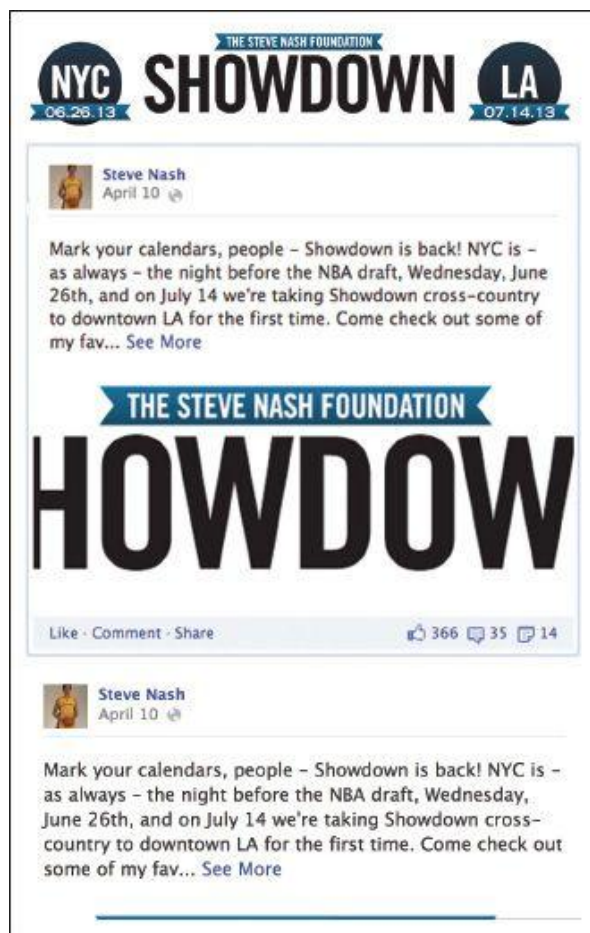 THE STEVE NASH FOUNDATION
NYC SHOWDOWN LA
06.26.13 07.14.13
Steve Nash
April 10
Mark your calendars, people – Showdown is back! NYC is –
as always – the night before the NBA draft, Wednesday, June
26th, and on July 14 we're taking Showdown cross-country
to downtown LA for the first time. Come check out some of
my fav... See More
THE STEVE NASH FOUNDATION
HOWDOW
Like · Comment · Share 366 35 14
Steve Nash
April 10
Mark your calendars, people – Showdown is back! NYC is –
as always – the night before the NBA draft, Wednesday,
June 26th, and on July 14 we're taking Showdown cross-
country to downtown LA for the first time. Come check out
some of my fav... See More